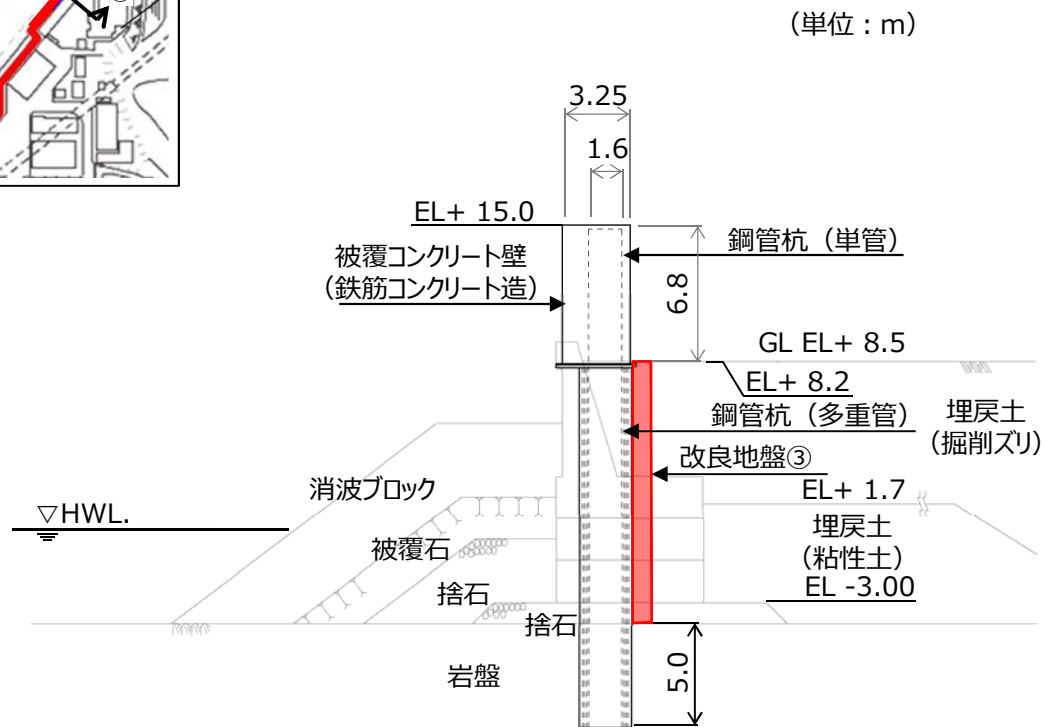 （単位：m）
3.25
1.6
EL+ 15.0
鋼管杭（単管）
被覆コンクリート壁
（鉄筋コンクリート造）
6.8
GL EL+ 8.5
EL+ 8.2
鋼管杭（多重管）
埋戻土
（掘削ズリ）
改良地盤③
消波ブロック
EL+ 1.7
▽HWL.
埋戻土
（粘性土）
被覆石
EL -3.00
捨石
捨石
岩盤
5.0